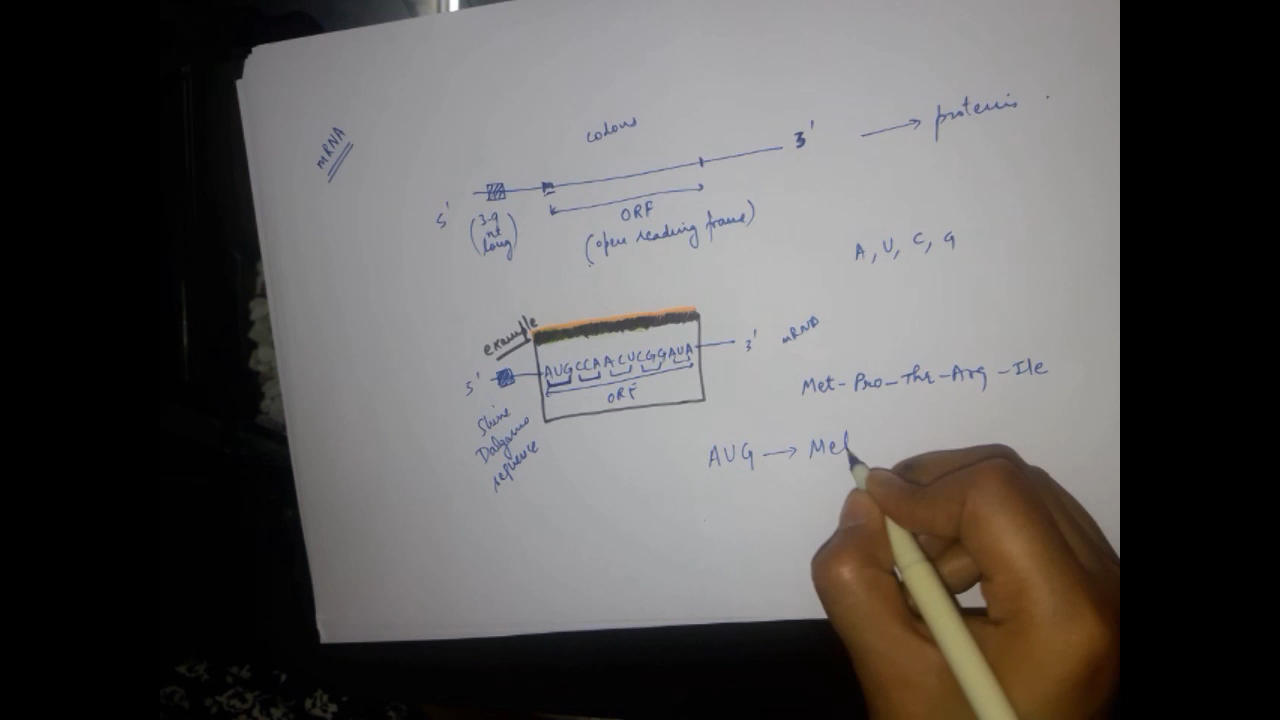 mRNA
codons
5' 3' → proteins
(3-9
nt
long)
ORF
(open reading frame)
A, U, C, G
example
5' AUGCCAACUCGGAUA 3' mRNA
ORF
Shine
Dalgarno
sequence
Met-Pro-Thr-Arg-Ile
AUG → Met